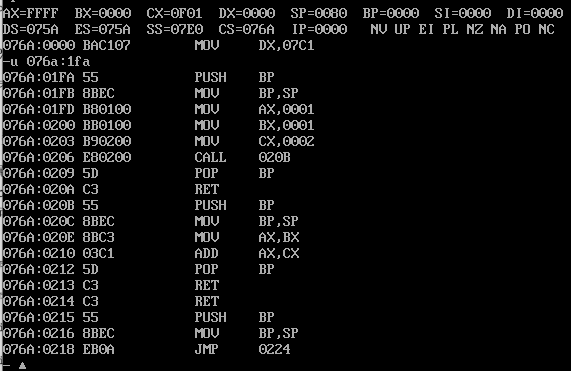 AX=FFFF  BX=0000  CX=0F01  DX=0000  SP=0080  BP=0000  SI=0000  DI=0000
DS=075A  ES=075A  SS=07E0  CS=076A  IP=0000   NV UP EI PL NZ NA PO NC
076A:0000 BAC107        MOV     DX,07C1
-u 076a:1fa
076A:01FA 55            PUSH    BP
076A:01FB 8BEC          MOV     BP,SP
076A:01FD B80100        MOV     AX,0001
076A:0200 BB0100        MOV     BX,0001
076A:0203 B90200        MOV     CX,0002
076A:0206 E80200        CALL    020B
076A:0209 5D            POP     BP
076A:020A C3            RET
076A:020B 55            PUSH    BP
076A:020C 8BEC          MOV     BP,SP
076A:020E 8BC3          MOV     AX,BX
076A:0210 03C1          ADD     AX,CX
076A:0212 5D            POP     BP
076A:0213 C3            RET
076A:0214 C3            RET
076A:0215 55            PUSH    BP
076A:0216 8BEC          MOV     BP,SP
076A:0218 EB0A          JMP     0224
-